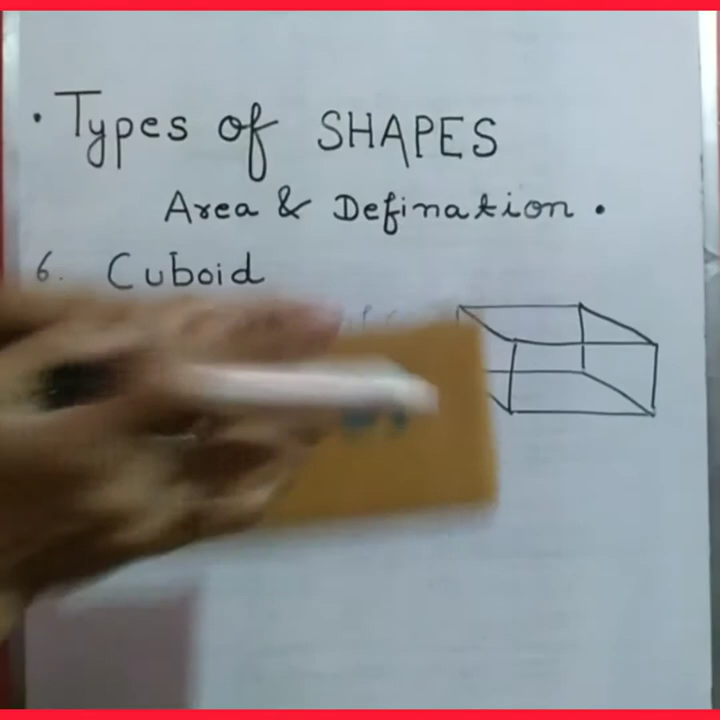 • Types of SHAPES
Area & Defination •
6. Cuboid